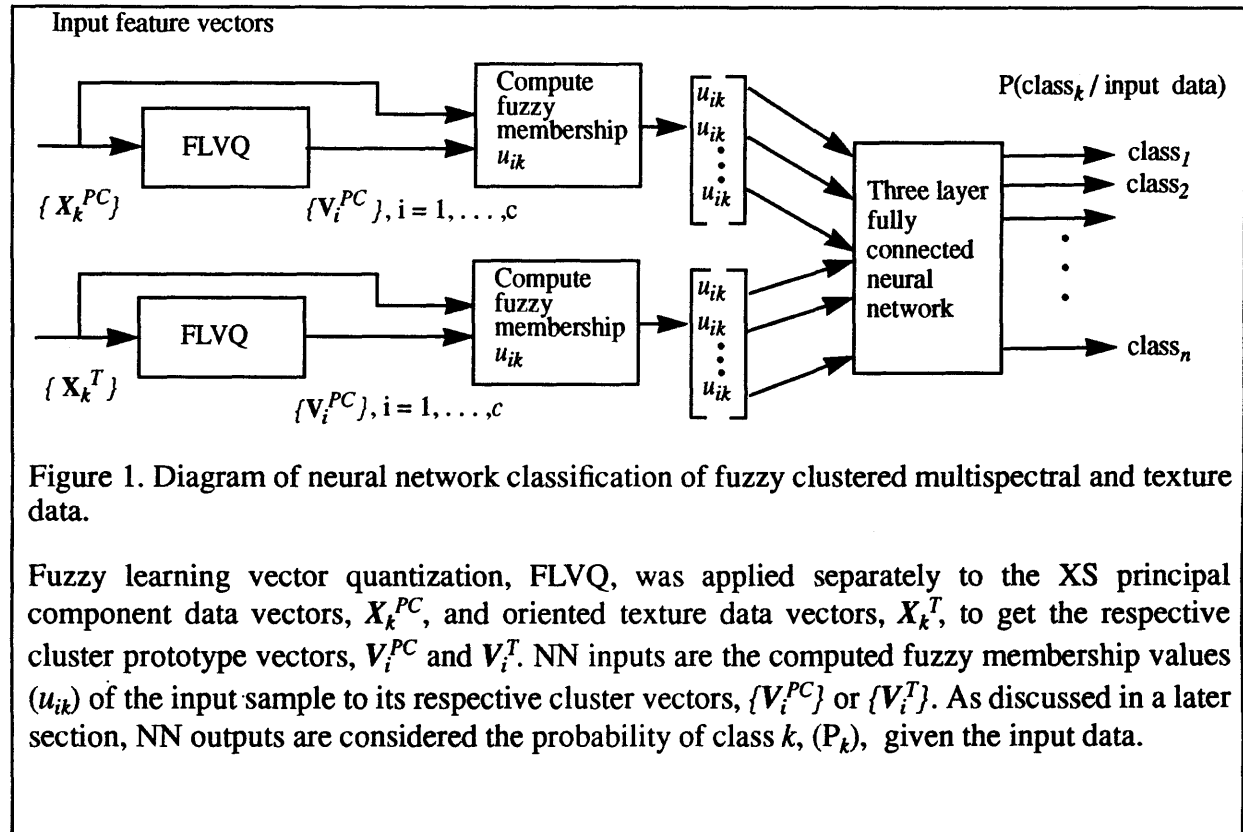 Input feature vectors
Compute
fuzzy
membership
u_ik
FLVQ
{ X_k^PC}
{V_i^PC}, i = 1, . . . ,c
u_ik
u_ik
u_ik
P(class_k / input data)
Three layer
fully
connected
neural
network
class_1
class_2
class_n
Compute
fuzzy
membership
u_ik
FLVQ
{ X_k^T }
{V_i^PC}, i = 1, . . . ,c
u_ik
u_ik
u_ik
Figure 1. Diagram of neural network classification of fuzzy clustered multispectral and texture
data.
Fuzzy learning vector quantization, FLVQ, was applied separately to the XS principal
component data vectors, X_k^PC, and oriented texture data vectors, X_k^T, to get the respective
cluster prototype vectors, V_i^PC and V_i^T. NN inputs are the computed fuzzy membership values
(u_ik) of the input sample to its respective cluster vectors, {V_i^PC} or {V_i^T}. As discussed in a later
section, NN outputs are considered the probability of class k, (P_k), given the input data.